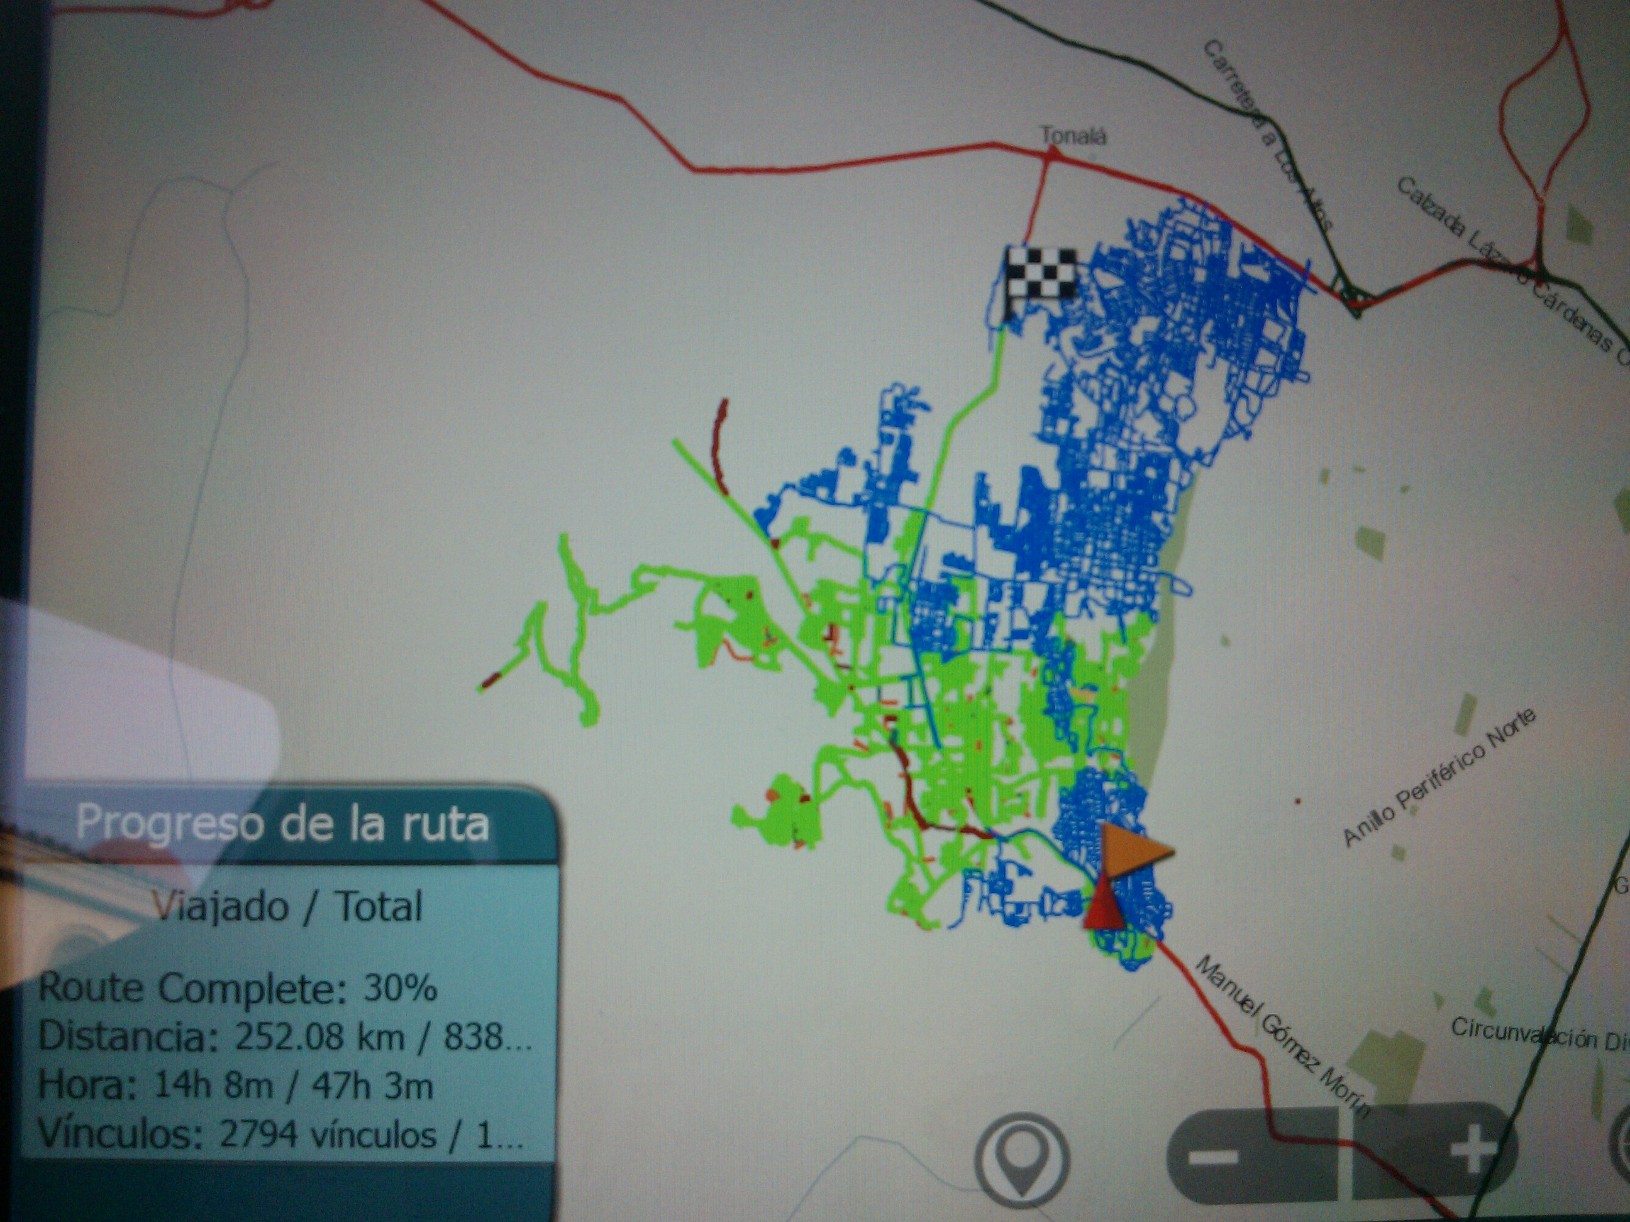 Tonalá
Carretera a Los Altos
Calzada Lázaro Cárdenas O
Anillo Periférico Norte
Manuel Gómez Morín
Circunvalación Di
G
Progreso de la ruta
Viajado / Total
Route Complete: 30%
Distancia: 252.08 km / 838...
Hora: 14h 8m / 47h 3m
Vínculos: 2794 vínculos / 1...